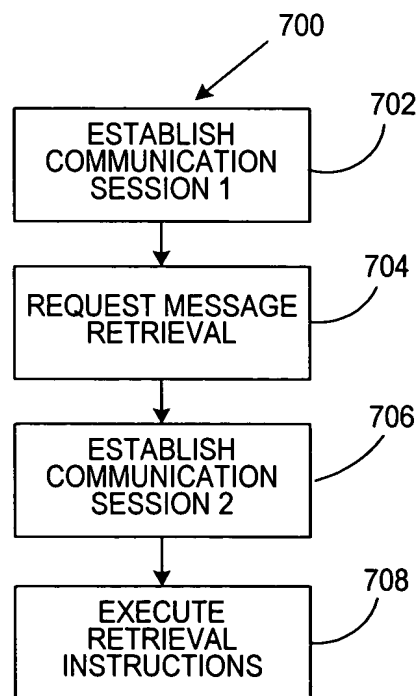 700
ESTABLISH
COMMUNICATION
SESSION 1
702
REQUEST MESSAGE
RETRIEVAL
704
ESTABLISH
COMMUNICATION
SESSION 2
706
EXECUTE
RETRIEVAL
INSTRUCTIONS
708